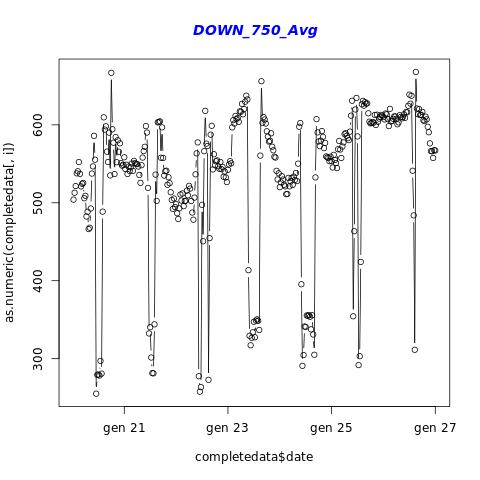 DOWN_750_Avg
as.numeric(completedata[, i])
600
500
400
300
gen 21
gen 23
gen 25
gen 27
completedata$date